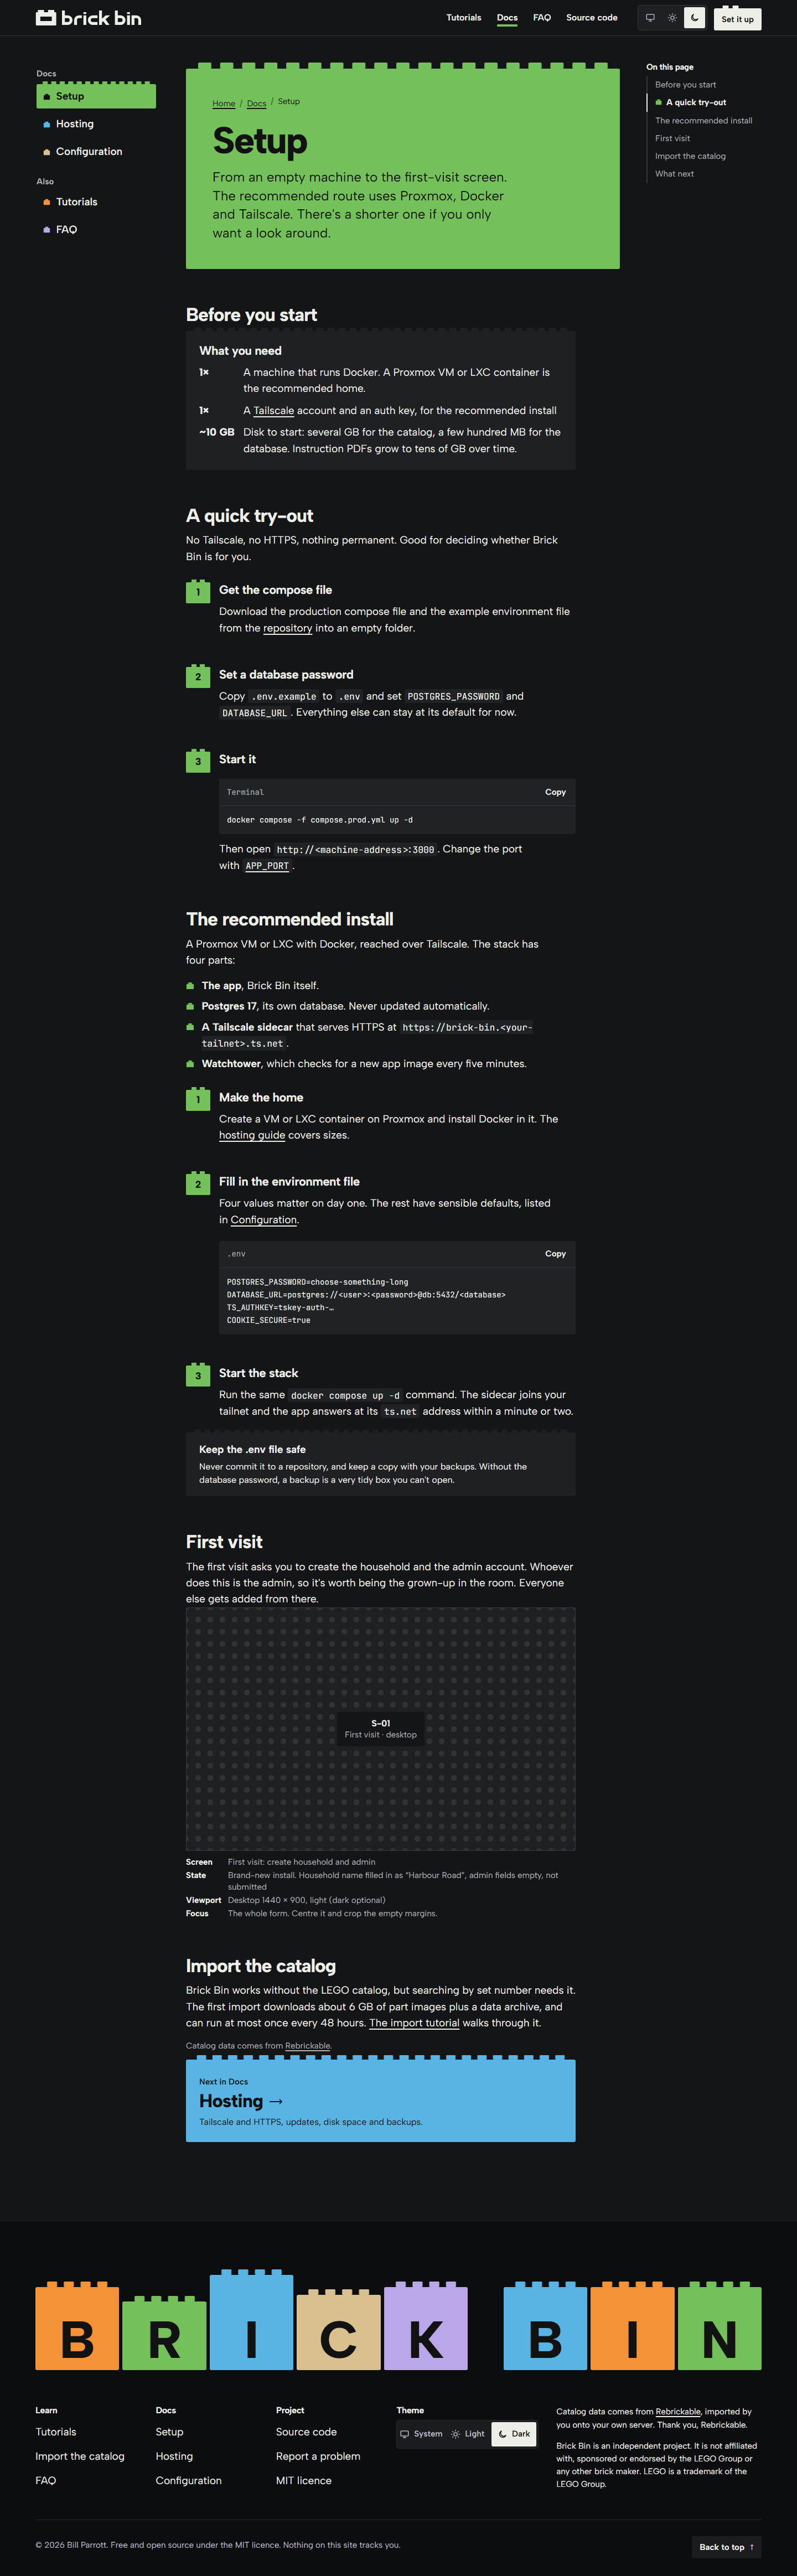 brick bin
Tutorials
Docs
FAQ
Source code
Set it up
Docs
Setup
Hosting
Configuration
Also
Tutorials
FAQ
Home / Docs / Setup
Setup
From an empty machine to the first-visit screen.
The recommended route uses Proxmox, Docker
and Tailscale. There's a shorter one if you only
want a look around.
On this page
Before you start
A quick try-out
The recommended install
First visit
Import the catalog
What next
Before you start
What you need
1× A machine that runs Docker. A Proxmox VM or LXC container is
the recommended home.
1× A Tailscale account and an auth key, for the recommended install
~10 GB Disk to start: several GB for the catalog, a few hundred MB for the
database. Instruction PDFs grow to tens of GB over time.
A quick try-out
No Tailscale, no HTTPS, nothing permanent. Good for deciding whether Brick
Bin is for you.
1 Get the compose file
Download the production compose file and the example environment file
from the repository into an empty folder.
2 Set a database password
Copy .env.example to .env and set POSTGRES_PASSWORD and
DATABASE_URL. Everything else can stay at its default for now.
3 Start it
Terminal Copy
docker compose -f compose.prod.yml up -d
Then open http://<machine-address>:3000. Change the port
with APP_PORT.
The recommended install
A Proxmox VM or LXC with Docker, reached over Tailscale. The stack has
four parts:
The app, Brick Bin itself.
Postgres 17, its own database. Never updated automatically.
A Tailscale sidecar that serves HTTPS at https://brick-bin.<your-
tailnet>.ts.net.
Watchtower, which checks for a new app image every five minutes.
1 Make the home
Create a VM or LXC container on Proxmox and install Docker in it. The
hosting guide covers sizes.
2 Fill in the environment file
Four values matter on day one. The rest have sensible defaults, listed
in Configuration.
.env Copy
POSTGRES_PASSWORD=choose-something-long
DATABASE_URL=postgres://<user>:<password>@db:5432/<database>
TS_AUTHKEY=tskey-auth-…
COOKIE_SECURE=true
3 Start the stack
Run the same docker compose up -d command. The sidecar joins your
tailnet and the app answers at its ts.net address within a minute or two.
Keep the .env file safe
Never commit it to a repository, and keep a copy with your backups. Without the
database password, a backup is a very tidy box you can't open.
First visit
The first visit asks you to create the household and the admin account. Whoever
does this is the admin, so it's worth being the grown-up in the room. Everyone
else gets added from there.
S-01
First visit · desktop
Screen First visit: create household and admin
State Brand-new install. Household name filled in as "Harbour Road", admin fields empty, not
submitted
Viewport Desktop 1440 × 900, light (dark optional)
Focus The whole form. Centre it and crop the empty margins.
Import the catalog
Brick Bin works without the LEGO catalog, but searching by set number needs it.
The first import downloads about 6 GB of part images plus a data archive, and
can run at most once every 48 hours. The import tutorial walks through it.
Catalog data comes from Rebrickable.
Next in Docs
Hosting →
Tailscale and HTTPS, updates, disk space and backups.
BRICK BIN
Learn
Tutorials
Import the catalog
FAQ
Docs
Setup
Hosting
Configuration
Project
Source code
Report a problem
MIT licence
Theme
System Light Dark
Catalog data comes from Rebrickable, imported by
you onto your own server. Thank you, Rebrickable.
Brick Bin is an independent project. It is not affiliated
with, sponsored or endorsed by the LEGO Group or
any other brick maker. LEGO is a trademark of the
LEGO Group.
© 2026 Bill Parrott. Free and open source under the MIT licence. Nothing on this site tracks you.
Back to top ↑